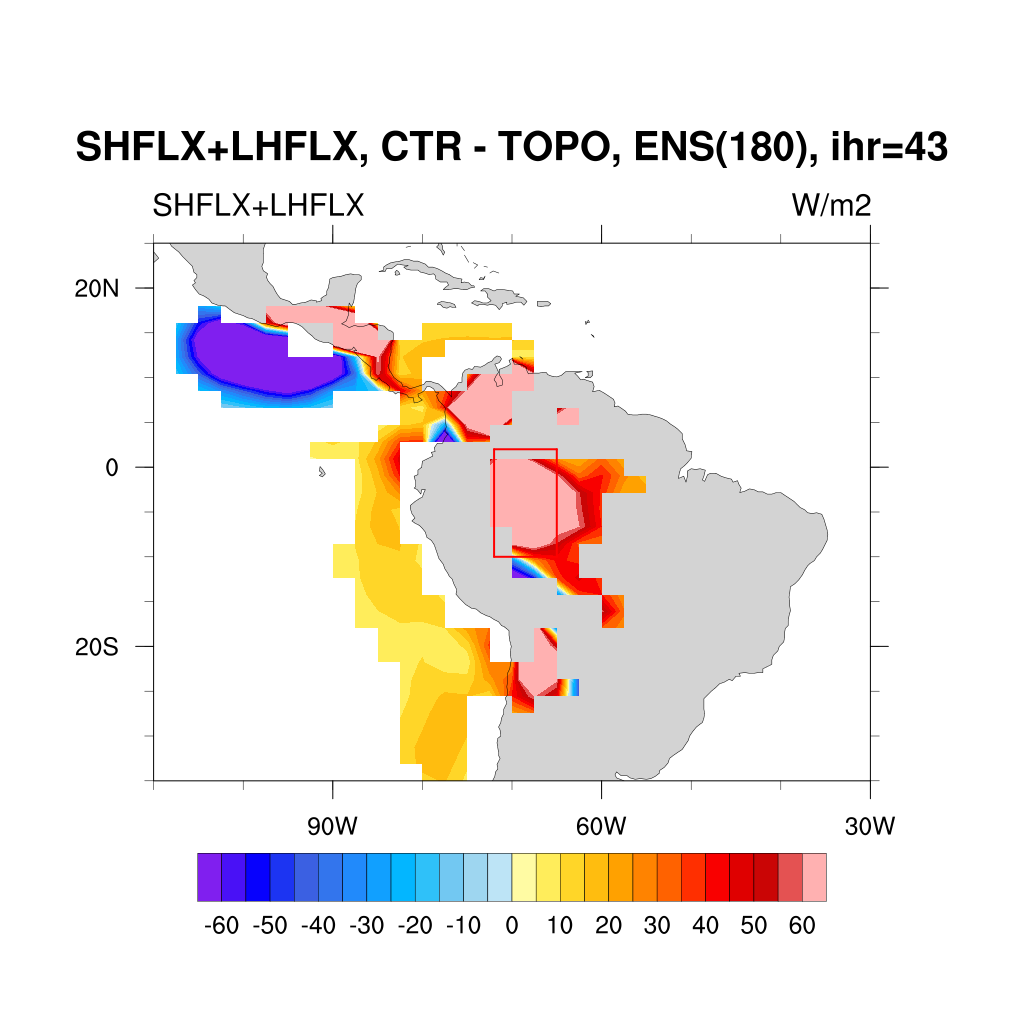 SHFLX+LHFLX, CTR - TOPO, ENS(180), ihr=43
SHFLX+LHFLX W/m2
20N
0
20S
90W 60W 30W
-60 -50 -40 -30 -20 -10 0 10 20 30 40 50 60